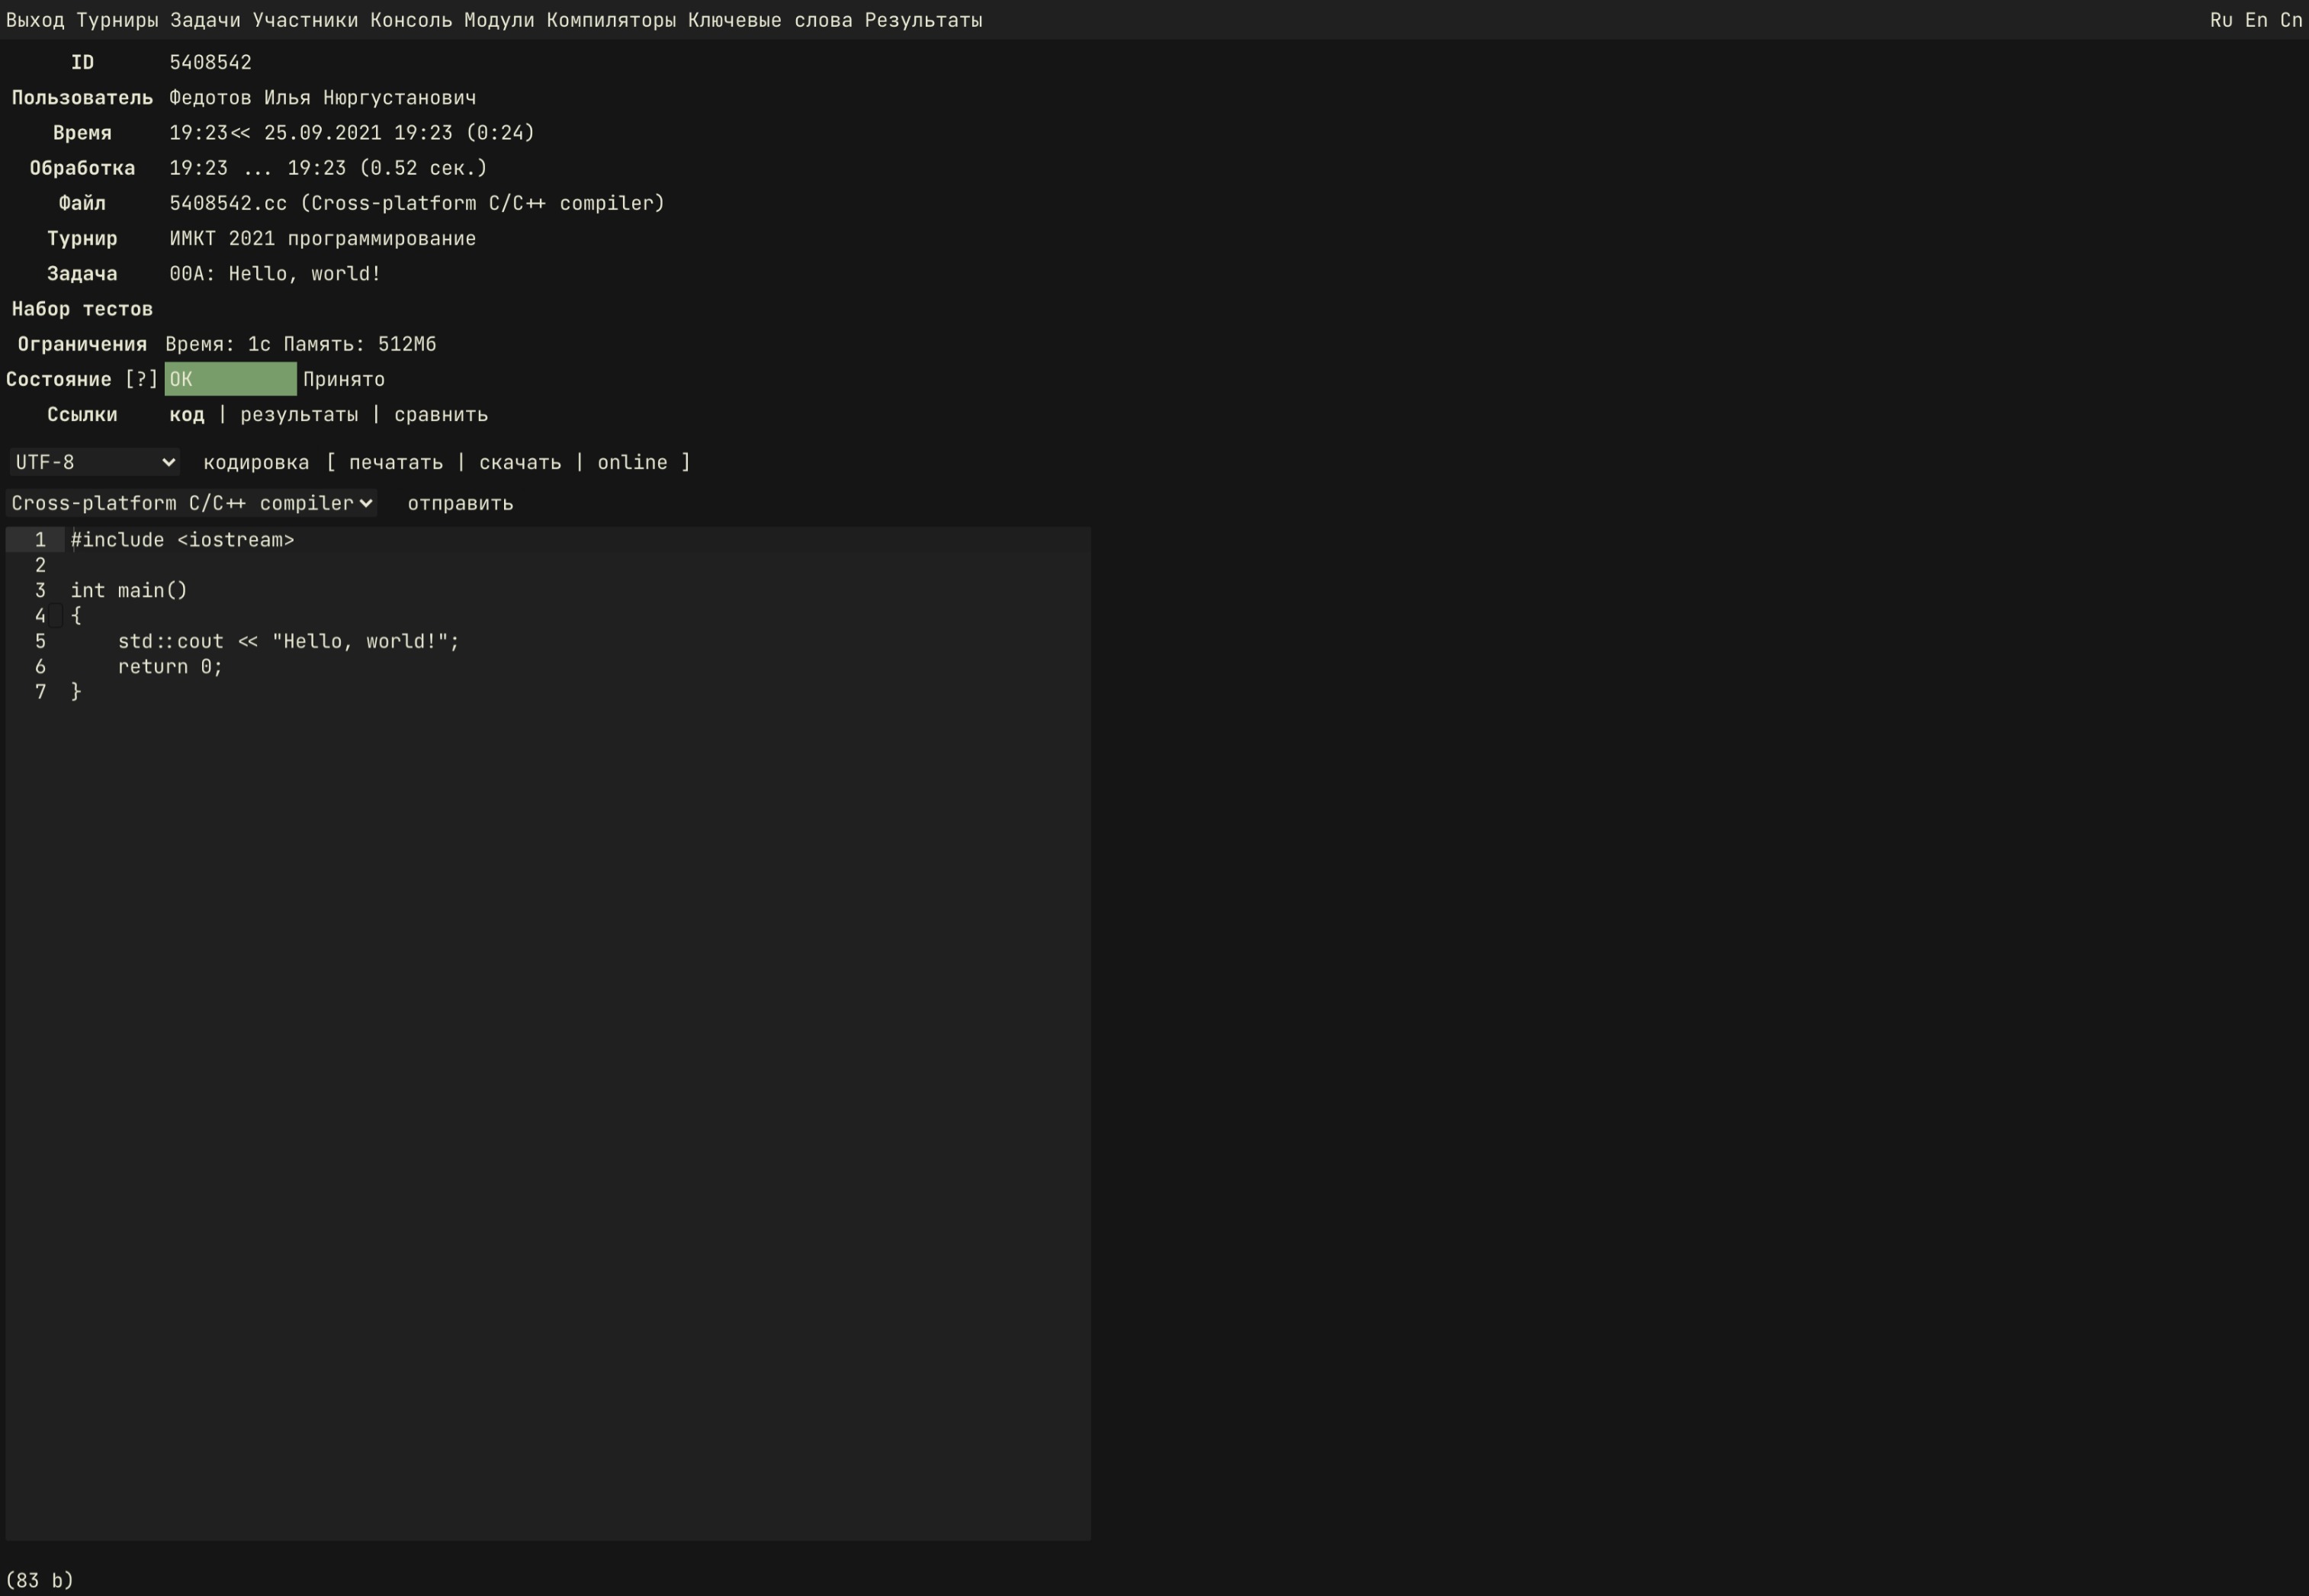 Выход Турниры Задачи Участники Консоль Модули Компиляторы Ключевые слова Результаты Ru En Cn
ID 5408542
Пользователь Федотов Илья Нюргустанович
Время 19:23<< 25.09.2021 19:23 (0:24)
Обработка 19:23 ... 19:23 (0.52 сек.)
Файл 5408542.cc (Cross-platform C/C++ compiler)
Турнир ИМКТ 2021 программирование
Задача 00A: Hello, world!
Набор тестов
Ограничения Время: 1с Память: 512Мб
Состояние [?] OK Принято
Ссылки код | результаты | сравнить
UTF-8 кодировка [ печатать | скачать | online ]
Cross-platform C/C++ compiler отправить
1 #include <iostream>
2
3 int main()
4 {
5 std::cout << "Hello, world!";
6 return 0;
7 }
(83 b)